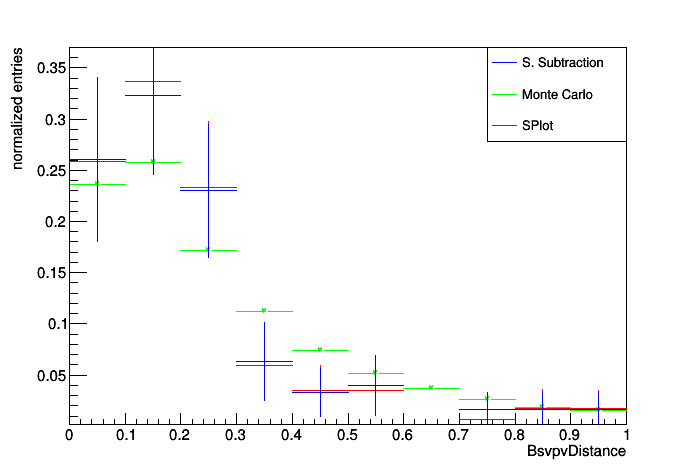 normalized entries
0.35
0.3
0.25
0.2
0.15
0.1
0.05
S. Subtraction
Monte Carlo
SPlot
0 0.1 0.2 0.3 0.4 0.5 0.6 0.7 0.8 0.9 1
BsvpvDistance